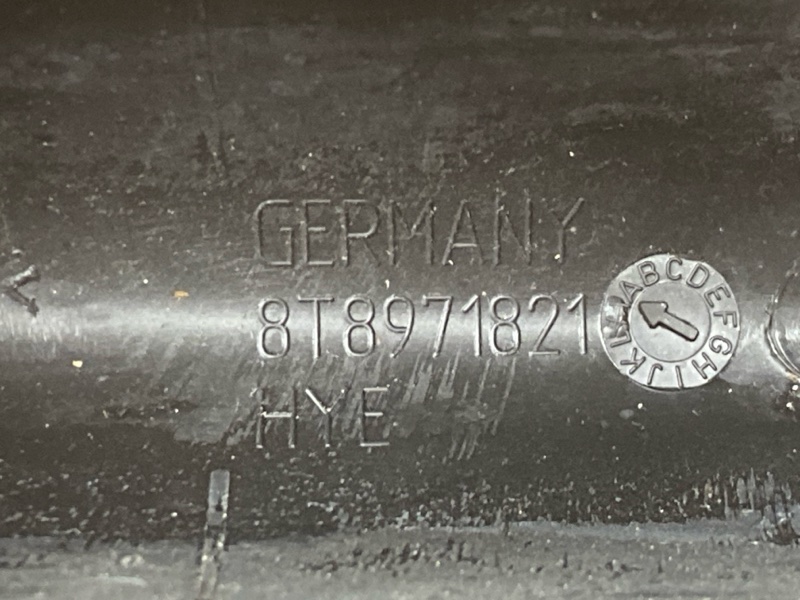 GERMANY
8T8971821
HYE
ABCDEFGHIJKL